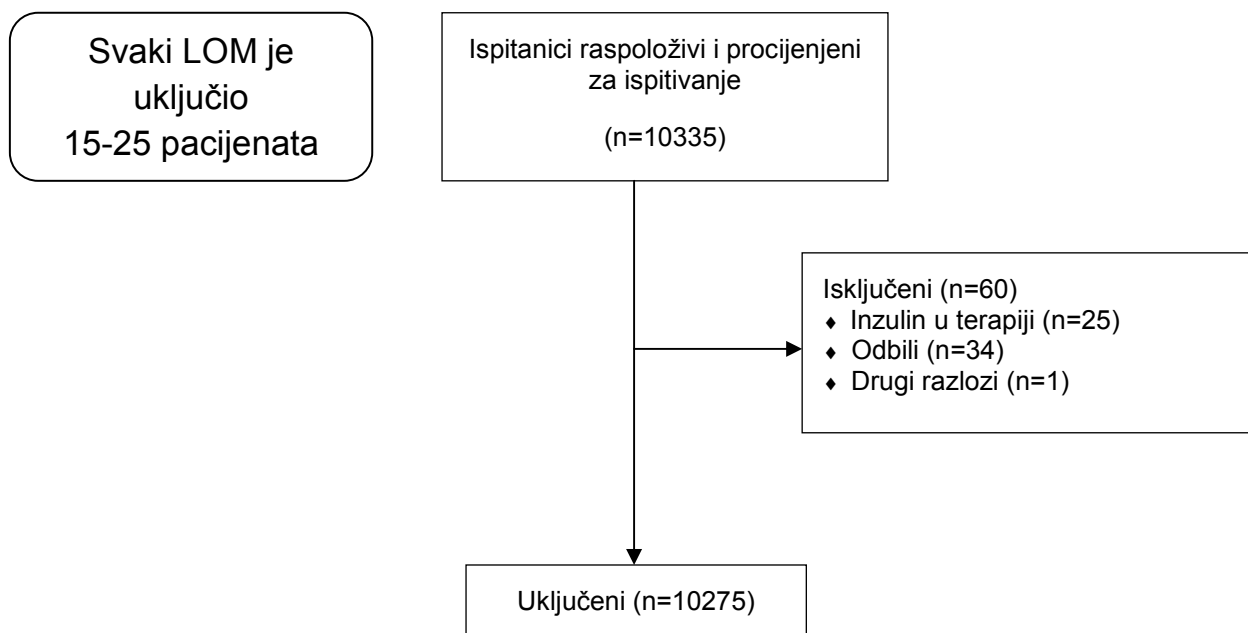 Svaki LOM je
uključio
15-25 pacijenata
Ispitanici raspoloživi i procijenjeni
za ispitivanje
(n=10335)
Isključeni (n=60)
♦ Inzulin u terapiji (n=25)
♦ Odbili (n=34)
♦ Drugi razlozi (n=1)
Uključeni (n=10275)